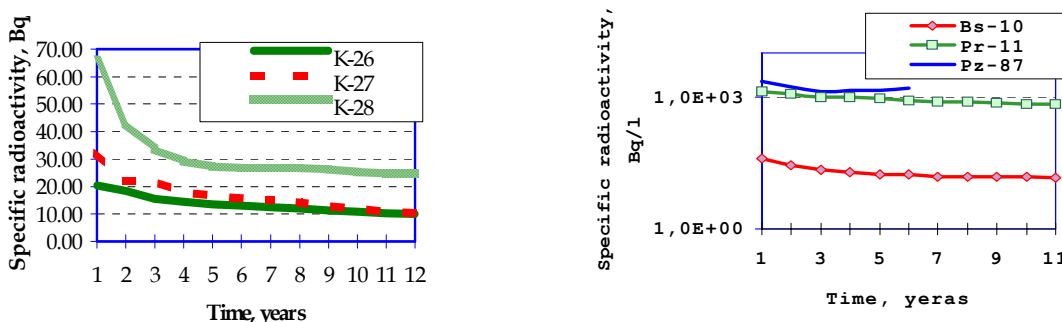 Specific radioactivity, Bq
70.00
60.00
50.00
40.00
30.00
20.00
10.00
0.00
K-26
K-27
K-28
1 2 3 4 5 6 7 8 9 10 11 12
Time, years
Specific radioactivity,
Bq/l
1,0E+03
1,0E+00
Bs-10
Pr-11
Pz-87
1 3 5 7 9 11
Time, yeras